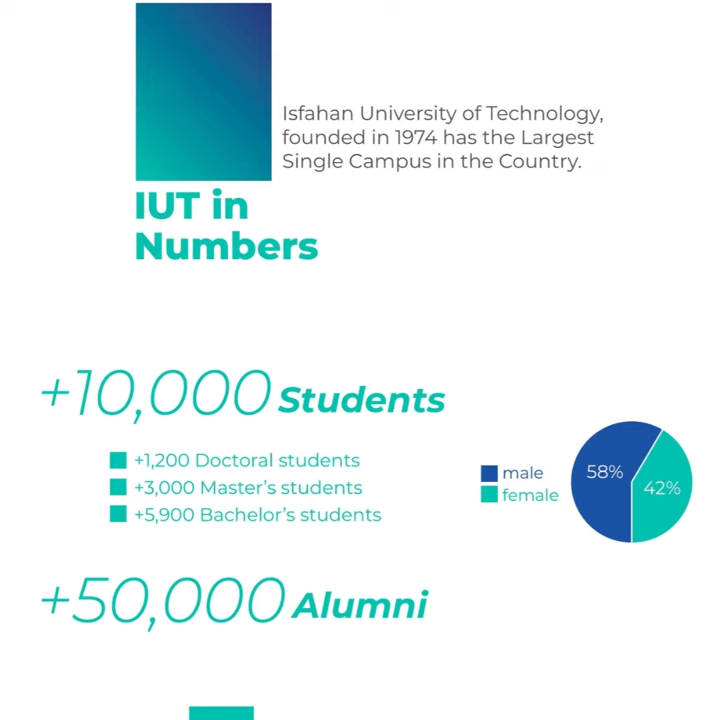 Isfahan University of Technology,
founded in 1974 has the Largest
Single Campus in the Country.
IUT in
Numbers
+10,000 Students
+1,200 Doctoral students
+3,000 Master's students
+5,900 Bachelor's students
male
female
58%
42%
+50,000 Alumni